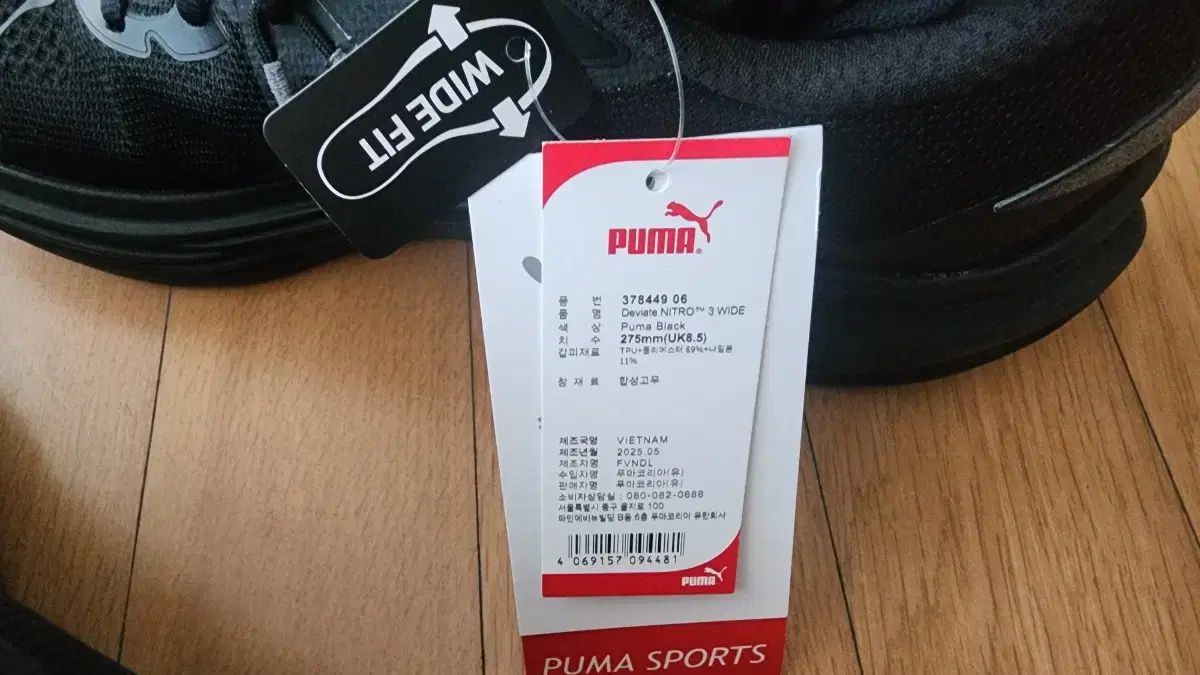 WIDE FIT
PUMA
품 번 378449 06
품 명 Deviate NITRO™ 3 WIDE
색 상 Puma Black
치 수 275mm(UK8.5)
갑피재료 TPU+폴리에스터 89%+나일론
11%
창 재 료 합성고무
제조국명 VIETNAM
제조년월 2025.05
제조자명 FVNDL
수입자명 푸마코리아(유)
판매자명 푸마코리아(유)
소비자상담실 : 080-082-0888
서울특별시 중구 을지로 100
파인에비뉴빌딩 B동 6층 푸마코리아 유한회사
4 069157 094481
PUMA
PUMA SPORTS